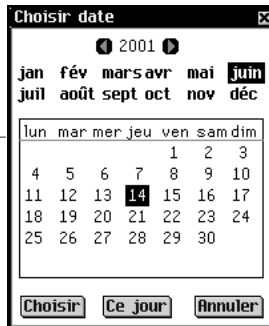 Choisir date
2001
jan fév mars avr mai juin
juil août sept oct nov déc
lun mar mer jeu ven sam dim
1 2 3
4 5 6 7 8 9 10
11 12 13 14 15 16 17
18 19 20 21 22 23 24
25 26 27 28 29 30
Choisir Ce jour Annuler